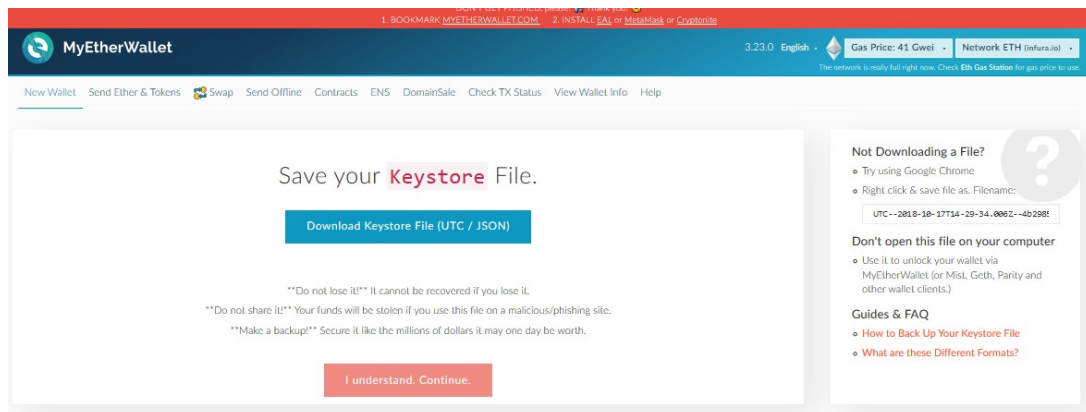 DON'T GET PHISHED, please! Thank you!
1. BOOKMARK MYETHERWALLET.COM 2. INSTALL EAL or MetaMask or Cryptonite
MyEtherWallet
3.23.0 English
Gas Price: 41 Gwei
Network ETH (infura.io)
The network is really full right now. Check Eth Gas Station for gas price to use.
New Wallet Send Ether & Tokens Swap Send Offline Contracts ENS DomainSale Check TX Status View Wallet Info Help
Save your Keystore File.
Download Keystore File (UTC / JSON)
**Do not lose it!** It cannot be recovered if you lose it.
**Do not share it!** Your funds will be stolen if you use this file on a malicious/phishing site.
**Make a backup!** Secure it like the millions of dollars it may one day be worth.
I understand. Continue.
Not Downloading a File?
Try using Google Chrome
Right click & save file as. Filename:
UTC--2018-10-17T14-29-34.006Z--4b298
Don't open this file on your computer
Use it to unlock your wallet via
MyEtherWallet (or Mist, Geth, Parity and
other wallet clients.)
Guides & FAQ
How to Back Up Your Keystore File
What are these Different Formats?